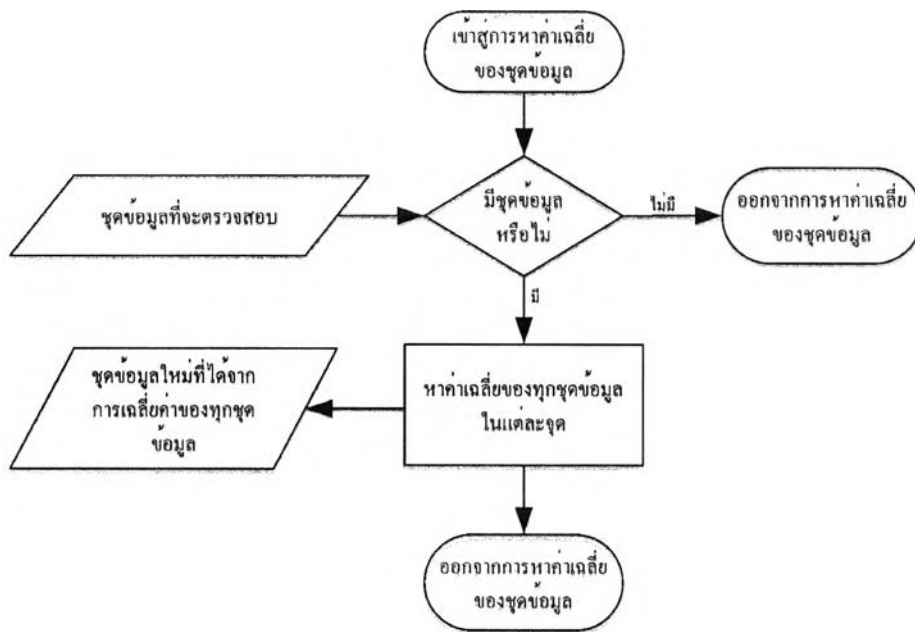 เข้าสู่การหาค่าเฉลี่ย
ของชุดข้อมูล
ชุดข้อมูลที่จะตรวจสอบ
มีชุดข้อมูล
หรือไม่
ไม่มี
ออกจากการหาค่าเฉลี่ย
ของชุดข้อมูล
มี
ชุดข้อมูลใหม่ที่ได้จาก
การเฉลี่ยค่าของทุกชุด
ข้อมูล
หาค่าเฉลี่ยของทุกชุดข้อมูล
ในแต่ละจุด
ออกจากการหาค่าเฉลี่ย
ของชุดข้อมูล